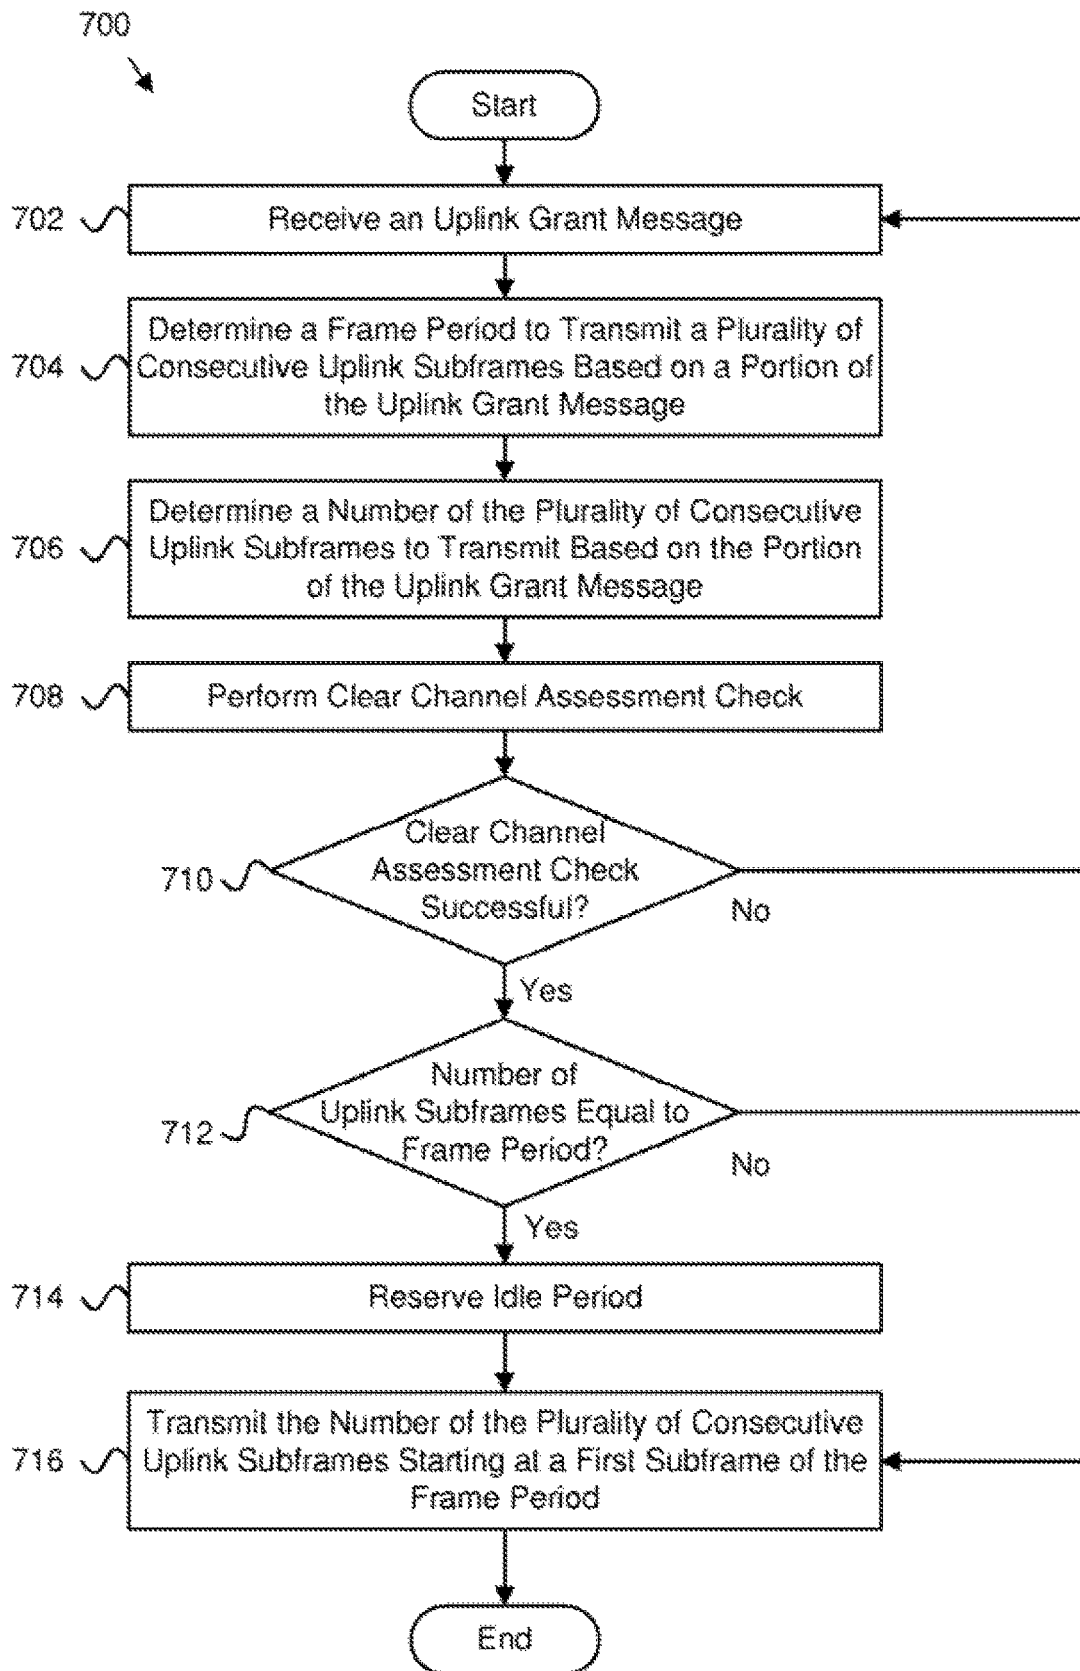 700
Start
702
Receive an Uplink Grant Message
704
Determine a Frame Period to Transmit a Plurality of
Consecutive Uplink Subframes Based on a Portion of
the Uplink Grant Message
706
Determine a Number of the Plurality of Consecutive
Uplink Subframes to Transmit Based on the Portion
of the Uplink Grant Message
708
Perform Clear Channel Assessment Check
710
Clear Channel
Assessment Check
Successful?
No
Yes
712
Number of
Uplink Subframes Equal to
Frame Period?
No
Yes
714
Reserve Idle Period
716
Transmit the Number of the Plurality of Consecutive
Uplink Subframes Starting at a First Subframe of the
Frame Period
End